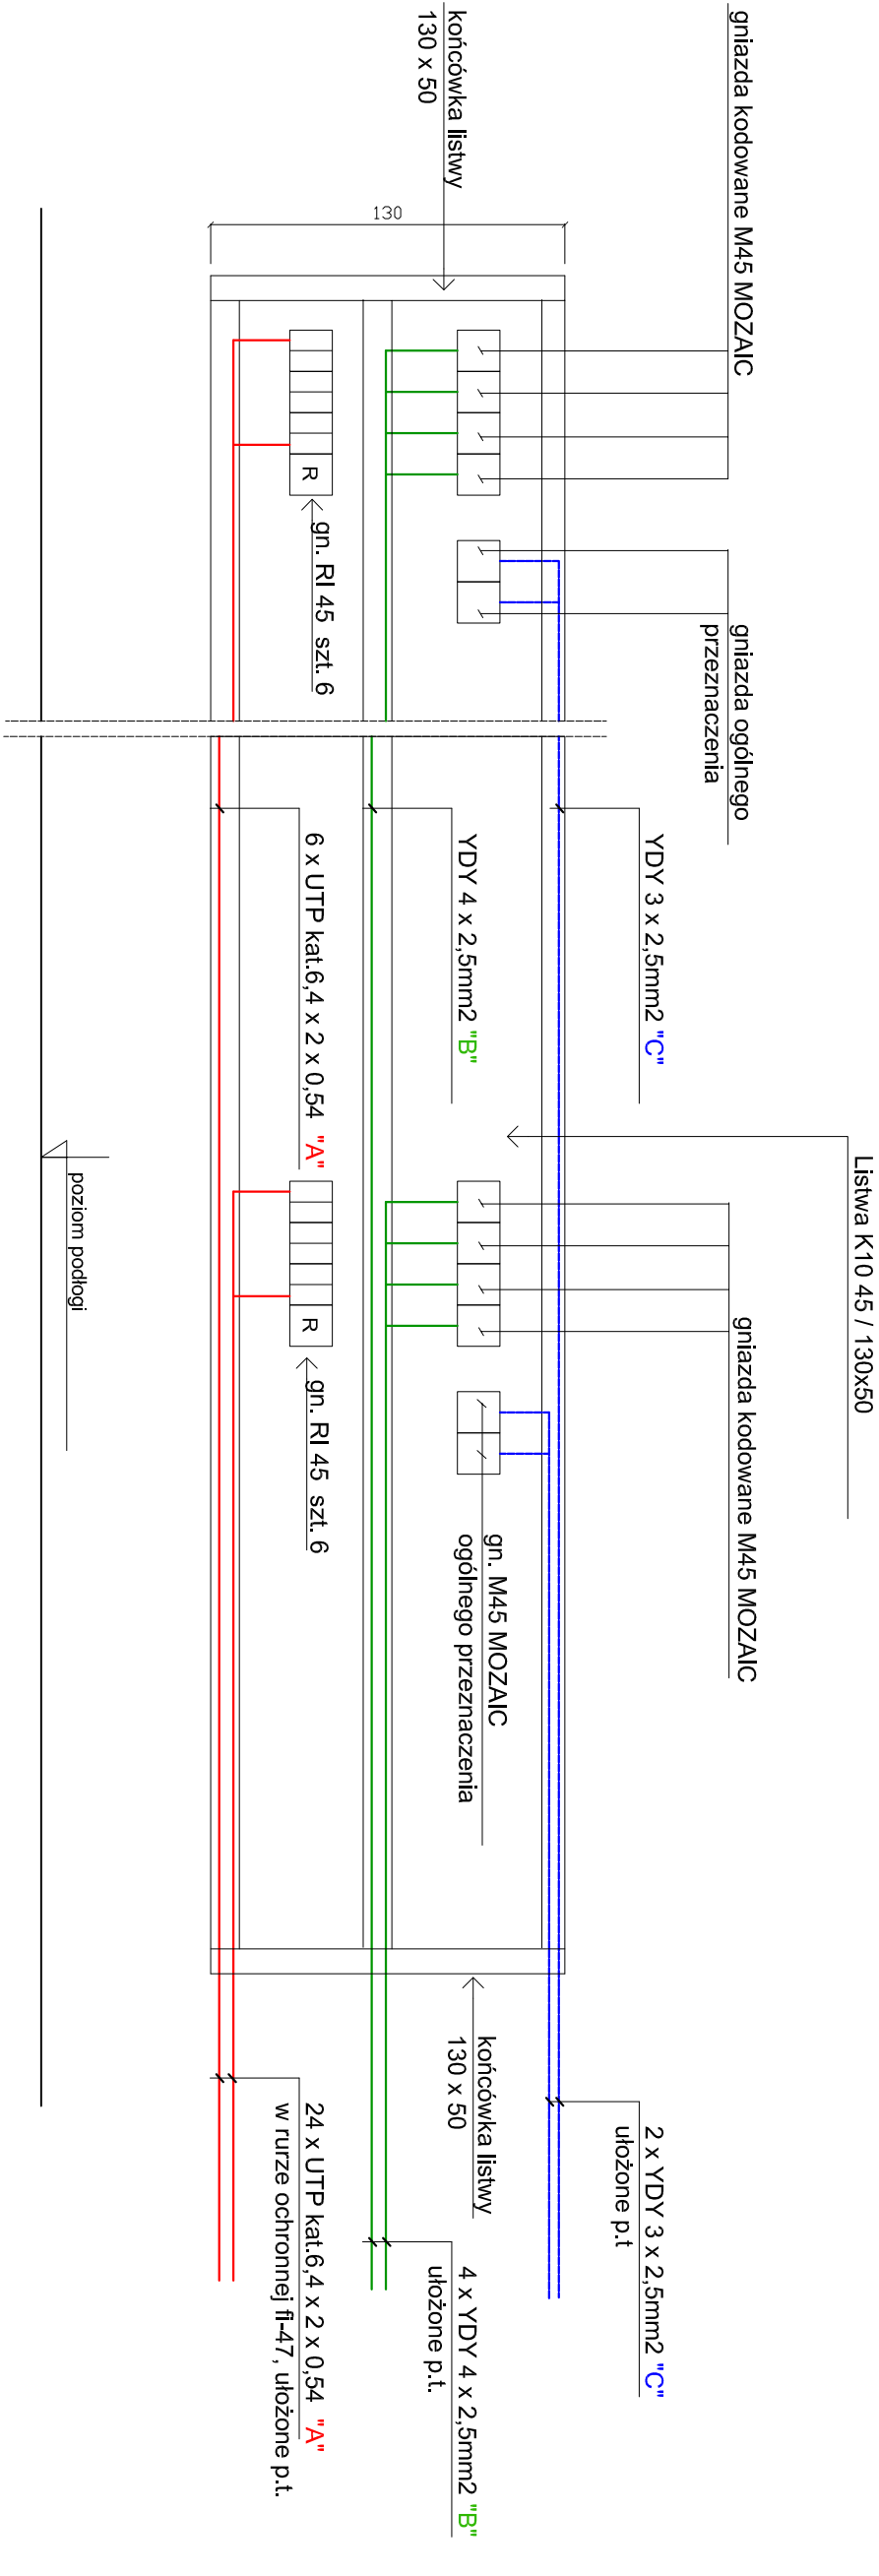 gniazda kodowane M45 MOZAIC
końcówka listwy
130 x 50
130
R
gn. RI 45 szt. 6
gniazda ogólnego
przeznaczenia
YDY 3 x 2,5mm2 "C"
YDY 4 x 2,5mm2 "B"
6 x UTP kat.6,4 x 2 x 0,54 "A"
Listwa K10 45 / 130x50
gniazda kodowane M45 MOZAIC
R
gn. RI 45 szt. 6
gn. M45 MOZAIC
ogólnego przeznaczenia
poziom podłogi
końcówka listwy
130 x 50
2 x YDY 3 x 2,5mm2 "C"
ułożone p.t
4 x YDY 4 x 2,5mm2 "B"
ułożone p.t.
24 x UTP kat.6,4 x 2 x 0,54 "A"
w rurze ochronnej fi-47, ułożone p.t.